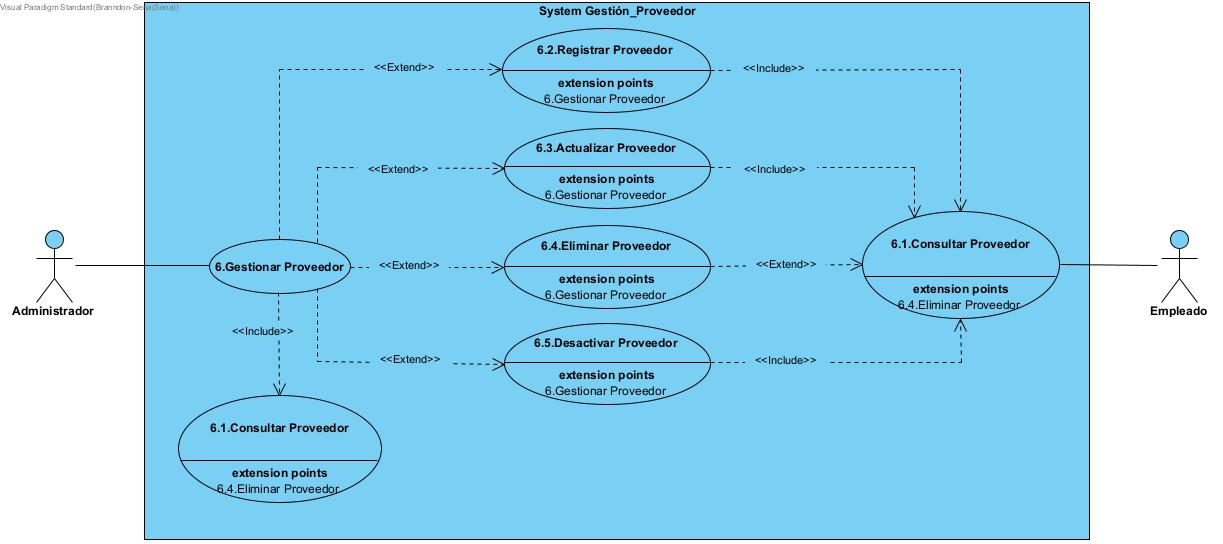 Visual Paradigm Standard(Branndon-Sena(Sena))
System Gestión_Proveedor
6.2.Registrar Proveedor
extension points
6.Gestionar Proveedor
<<Extend>>
<<Include>>
6.3.Actualizar Proveedor
extension points
6.Gestionar Proveedor
<<Extend>>
<<Include>>
6.4.Eliminar Proveedor
extension points
6.Gestionar Proveedor
<<Extend>>
<<Extend>>
6.5.Desactivar Proveedor
extension points
6.Gestionar Proveedor
<<Extend>>
<<Include>>
6.Gestionar Proveedor
<<Include>>
6.1.Consultar Proveedor
extension points
6.4.Eliminar Proveedor
6.1.Consultar Proveedor
extension points
6.4.Eliminar Proveedor
Administrador
Empleado